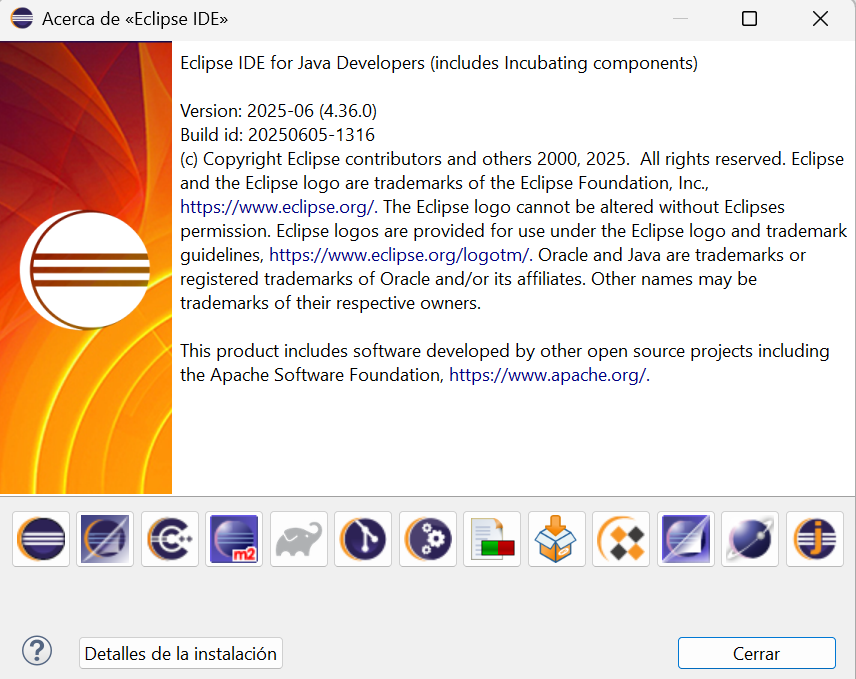 Acerca de «Eclipse IDE»
Eclipse IDE for Java Developers (includes Incubating components)
Version: 2025-06 (4.36.0)
Build id: 20250605-1316
(c) Copyright Eclipse contributors and others 2000, 2025.  All rights reserved. Eclipse
and the Eclipse logo are trademarks of the Eclipse Foundation, Inc.,
https://www.eclipse.org/. The Eclipse logo cannot be altered without Eclipses
permission. Eclipse logos are provided for use under the Eclipse logo and trademark
guidelines, https://www.eclipse.org/logotm/. Oracle and Java are trademarks or
registered trademarks of Oracle and/or its affiliates. Other names may be
trademarks of their respective owners.
This product includes software developed by other open source projects including
the Apache Software Foundation, https://www.apache.org/.
m2
j
?
Detalles de la instalación
Cerrar